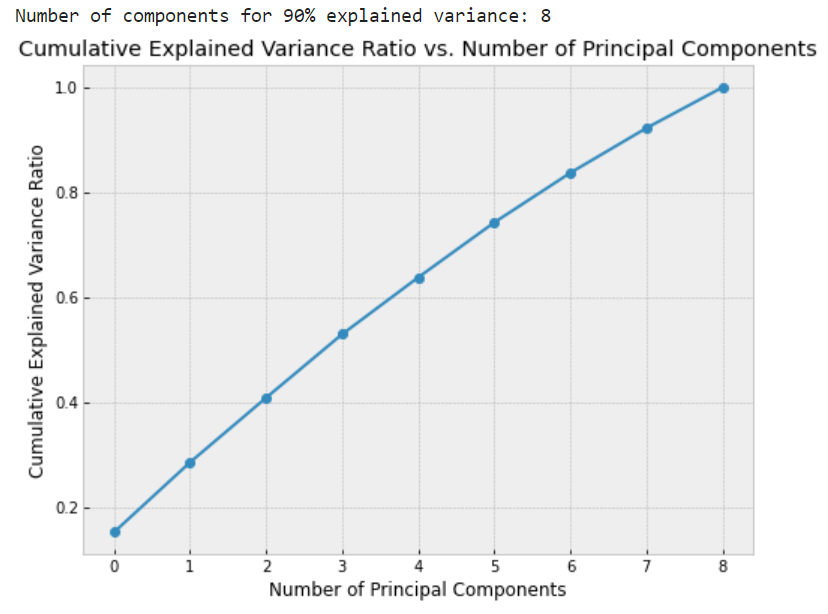 Number of components for 90% explained variance: 8
Cumulative Explained Variance Ratio vs. Number of Principal Components
1.0
0.8
0.6
0.4
0.2
Cumulative Explained Variance Ratio
0 1 2 3 4 5 6 7 8
Number of Principal Components